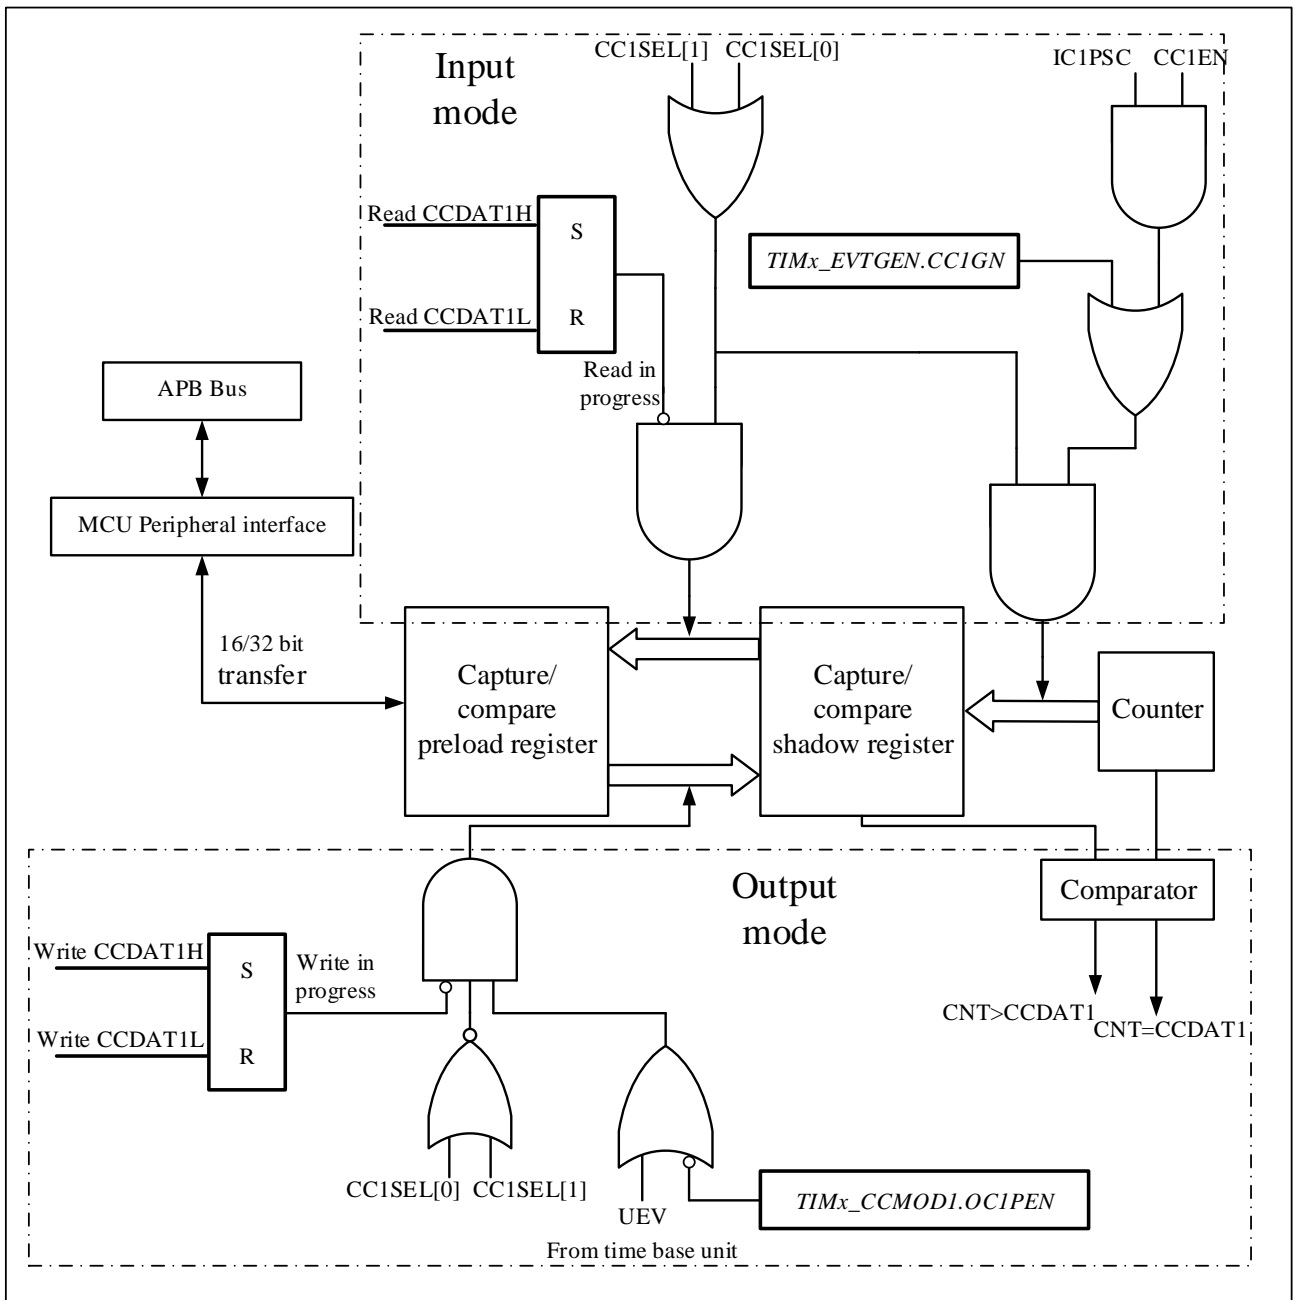 Input
mode
CC1SEL[1] CC1SEL[0]
IC1PSC CC1EN
Read CCDAT1H
S
TIMx_EVTGEN.CC1GN
Read CCDAT1L
R
Read in
progress
APB Bus
MCU Peripheral interface
16/32 bit
transfer
Capture/
compare
preload register
Capture/
compare
shadow register
Counter
Output
mode
Comparator
Write CCDAT1H
S
Write in
progress
CNT>CCDAT1
CNT=CCDAT1
Write CCDAT1L
R
CC1SEL[0] CC1SEL[1]
UEV
TIMx_CCMOD1.OC1PEN
From time base unit